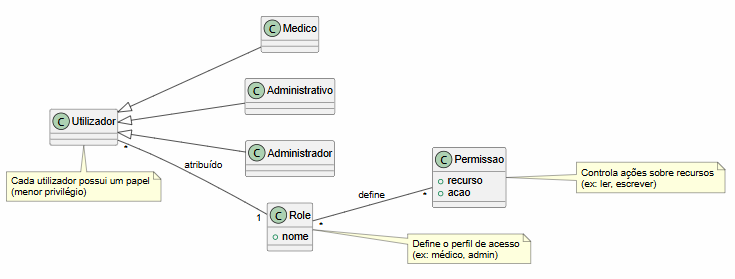 C Medico
C Administrativo
C Utilizador
C Administrador
*
atribuído
Cada utilizador possui um papel
(menor privilégio)
C Permissao
recurso
acao
Controla ações sobre recursos
(ex: ler, escrever)
*
define
1
*
C Role
nome
Define o perfil de acesso
(ex: médico, admin)